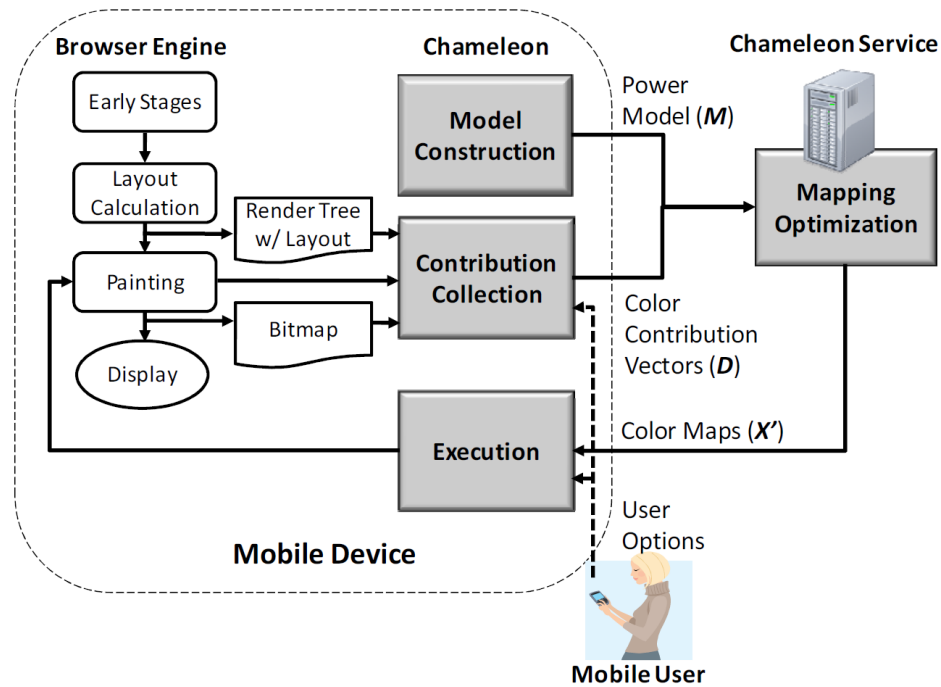 Browser Engine
Chameleon
Chameleon Service
Early Stages
Model
Construction
Power
Model (M)
Layout
Calculation
Render Tree
w/ Layout
Mapping
Optimization
Contribution
Collection
Painting
Bitmap
Color
Contribution
Vectors (D)
Display
Execution
Color Maps (X’)
User
Options
Mobile Device
Mobile User